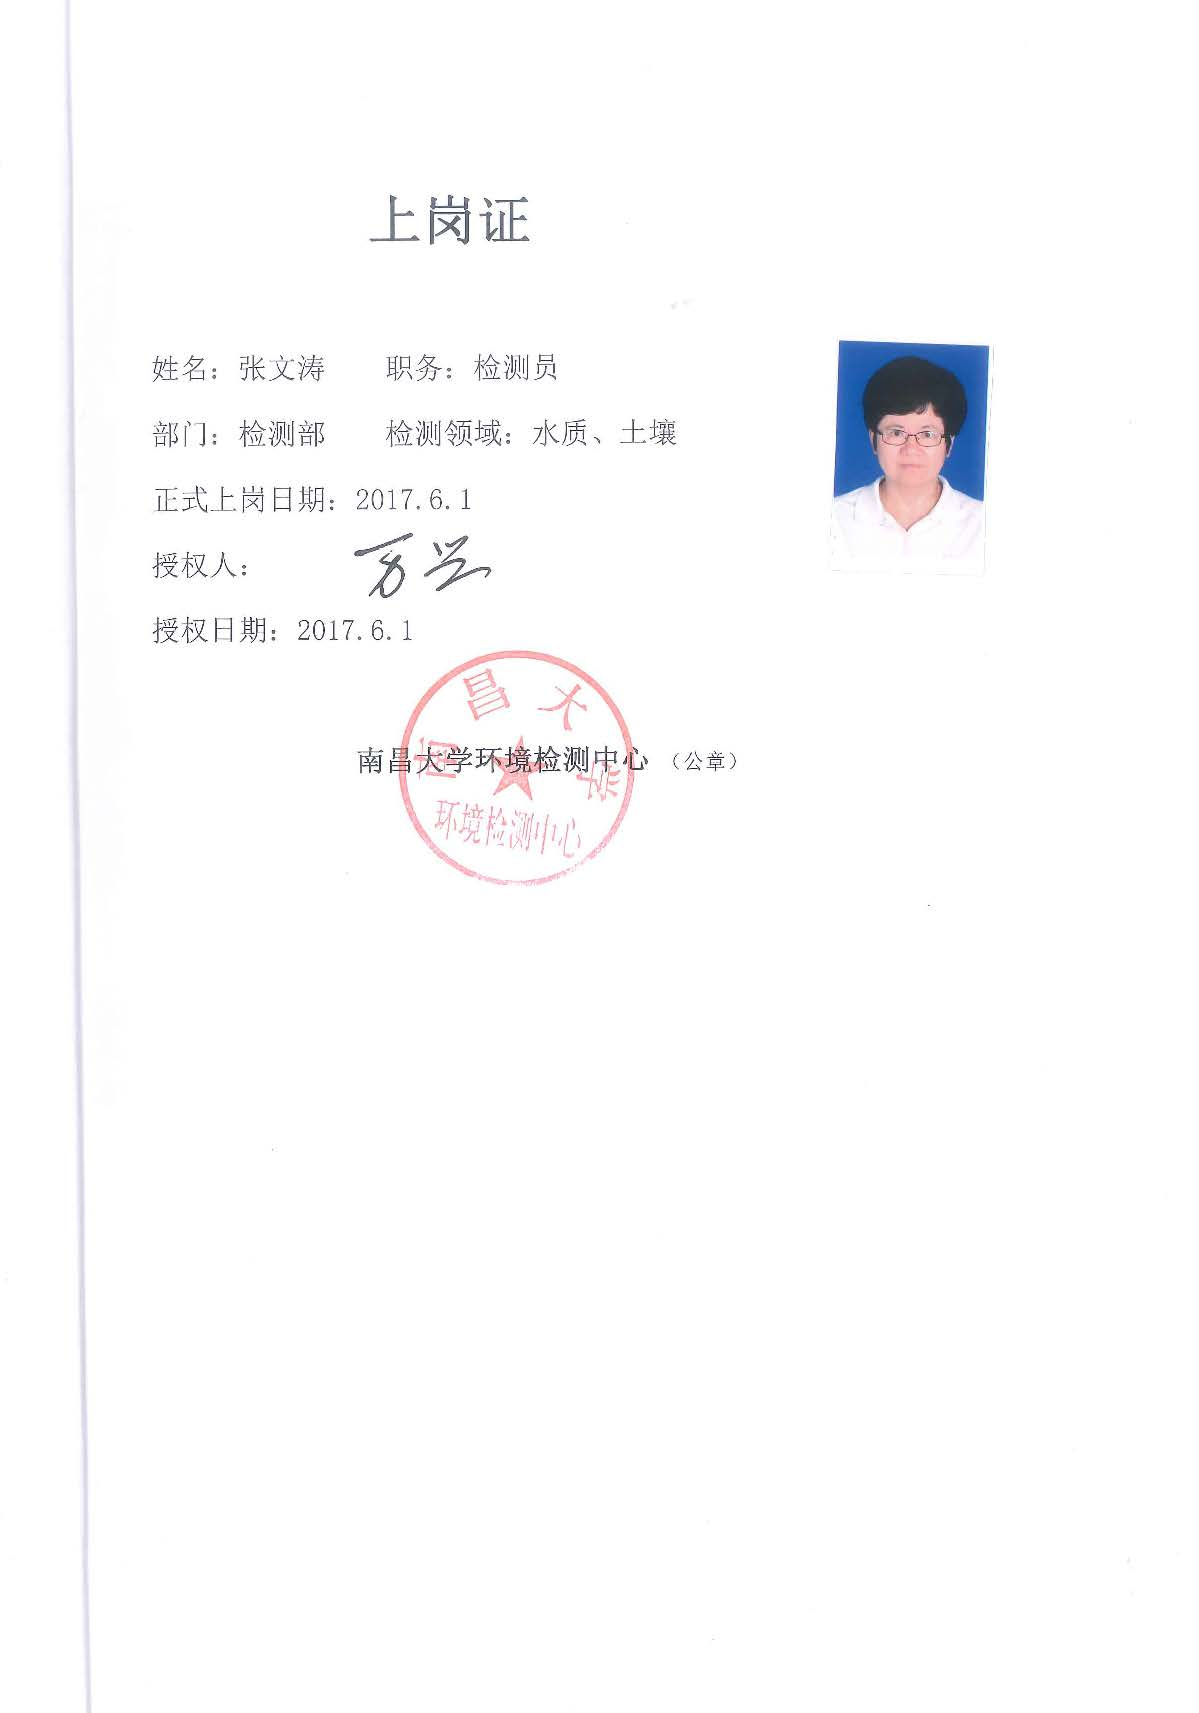 上岗证
姓名：张文涛　　职务：检测员
部门：检测部　　检测领域：水质、土壤
正式上岗日期：2017.6.1
授权人：
授权日期：2017.6.1
南昌大学环境检测中心（公章）
南昌大学
环境检测中心